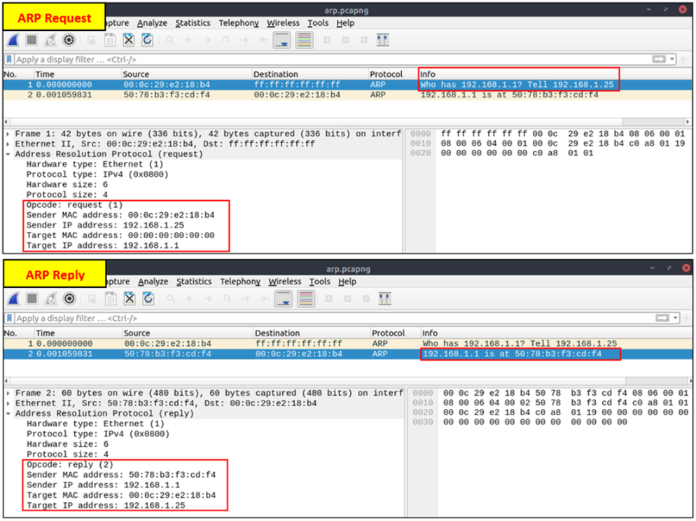 ARP Request
arp.pcapng
apture Analyze Statistics Telephony Wireless Tools Help
Apply a display filter ... <Ctrl-/>
No. Time Source Destination Protocol Info
1 0.000000000 00:0c:29:e2:18:b4 ff:ff:ff:ff:ff:ff ARP Who has 192.168.1.1? Tell 192.168.1.25
2 0.001059831 50:78:b3:f3:cd:f4 00:0c:29:e2:18:b4 ARP 192.168.1.1 is at 50:78:b3:f3:cd:f4
Frame 1: 42 bytes on wire (336 bits), 42 bytes captured (336 bits) on interf
Ethernet II, Src: 00:0c:29:e2:18:b4, Dst: ff:ff:ff:ff:ff:ff
Address Resolution Protocol (request)
Hardware type: Ethernet (1)
Protocol type: IPv4 (0x0800)
Hardware size: 6
Protocol size: 4
Opcode: request (1)
Sender MAC address: 00:0c:29:e2:18:b4
Sender IP address: 192.168.1.25
Target MAC address: 00:00:00:00:00:00
Target IP address: 192.168.1.1
0000 ff ff ff ff ff ff 00 0c 29 e2 18 b4 08 06 00 01
0010 08 00 06 04 00 01 00 0c 29 e2 18 b4 c0 a8 01 19
0020 00 00 00 00 00 00 c0 a8 01 01
ARP Reply
arp.pcapng
apture Analyze Statistics Telephony Wireless Tools Help
Apply a display filter ... <Ctrl-/>
No. Time Source Destination Protocol Info
1 0.000000000 00:0c:29:e2:18:b4 ff:ff:ff:ff:ff:ff ARP Who has 192.168.1.1? Tell 192.168.1.25
2 0.001059831 50:78:b3:f3:cd:f4 00:0c:29:e2:18:b4 ARP 192.168.1.1 is at 50:78:b3:f3:cd:f4
Frame 2: 60 bytes on wire (480 bits), 60 bytes captured (480 bits) on interf
Ethernet II, Src: 50:78:b3:f3:cd:f4, Dst: 00:0c:29:e2:18:b4
Address Resolution Protocol (reply)
Hardware type: Ethernet (1)
Protocol type: IPv4 (0x0800)
Hardware size: 6
Protocol size: 4
Opcode: reply (2)
Sender MAC address: 50:78:b3:f3:cd:f4
Sender IP address: 192.168.1.1
Target MAC address: 00:0c:29:e2:18:b4
Target IP address: 192.168.1.25
0000 00 0c 29 e2 18 b4 50 78 b3 f3 cd f4 08 06 00 01
0010 08 00 06 04 00 02 50 78 b3 f3 cd f4 c0 a8 01 01
0020 00 0c 29 e2 18 b4 c0 a8 01 19 00 00 00 00 00 00
0030 00 00 00 00 00 00 00 00 00 00 00 00